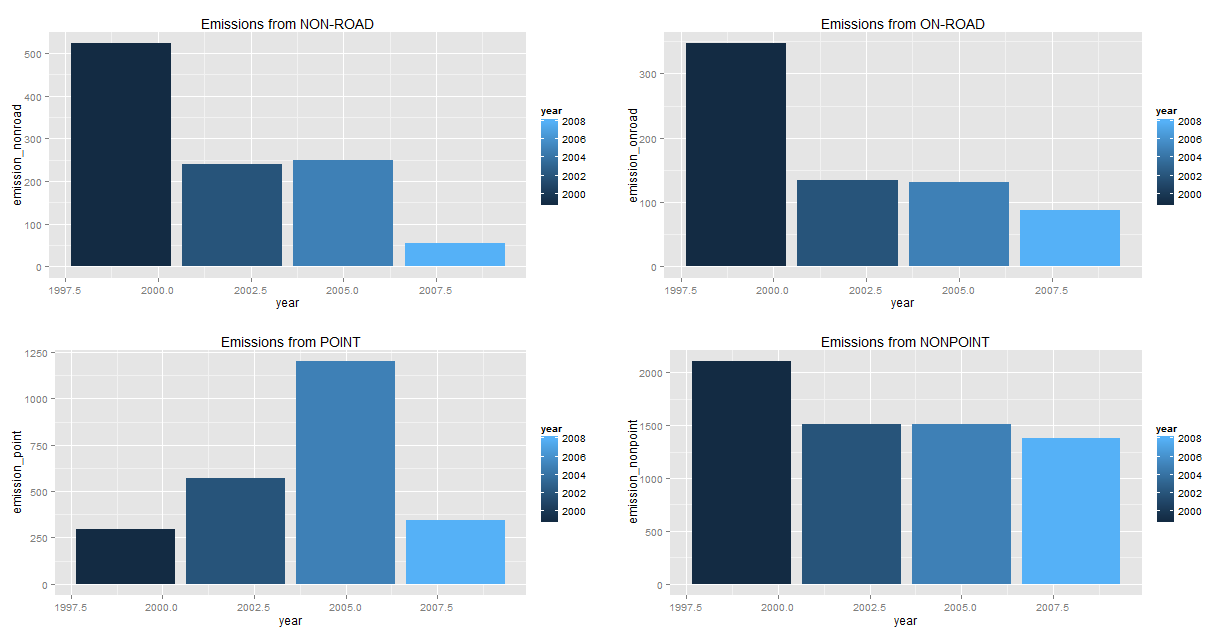 Emissions from NON-ROAD
emission_nonroad
500
400
300
200
100
0
1997.5 2000.0 2002.5 2005.0 2007.5
year
year
2008
2006
2004
2002
2000
Emissions from ON-ROAD
emission_onroad
300
200
100
0
1997.5 2000.0 2002.5 2005.0 2007.5
year
year
2008
2006
2004
2002
2000
Emissions from POINT
emission_point
1250
1000
750
500
250
0
1997.5 2000.0 2002.5 2005.0 2007.5
year
year
2008
2006
2004
2002
2000
Emissions from NONPOINT
emission_nonpoint
2000
1500
1000
500
0
1997.5 2000.0 2002.5 2005.0 2007.5
year
year
2008
2006
2004
2002
2000